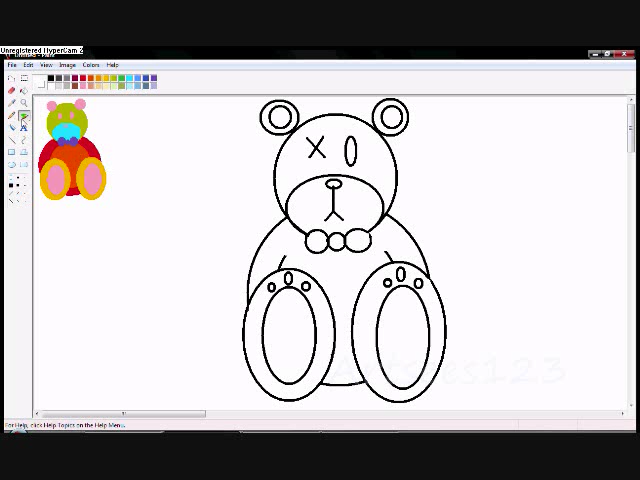 Unregistered HyperCam 2
File Edit View Image Colors Help
A
For Help, click Help Topics on the Help Menu.